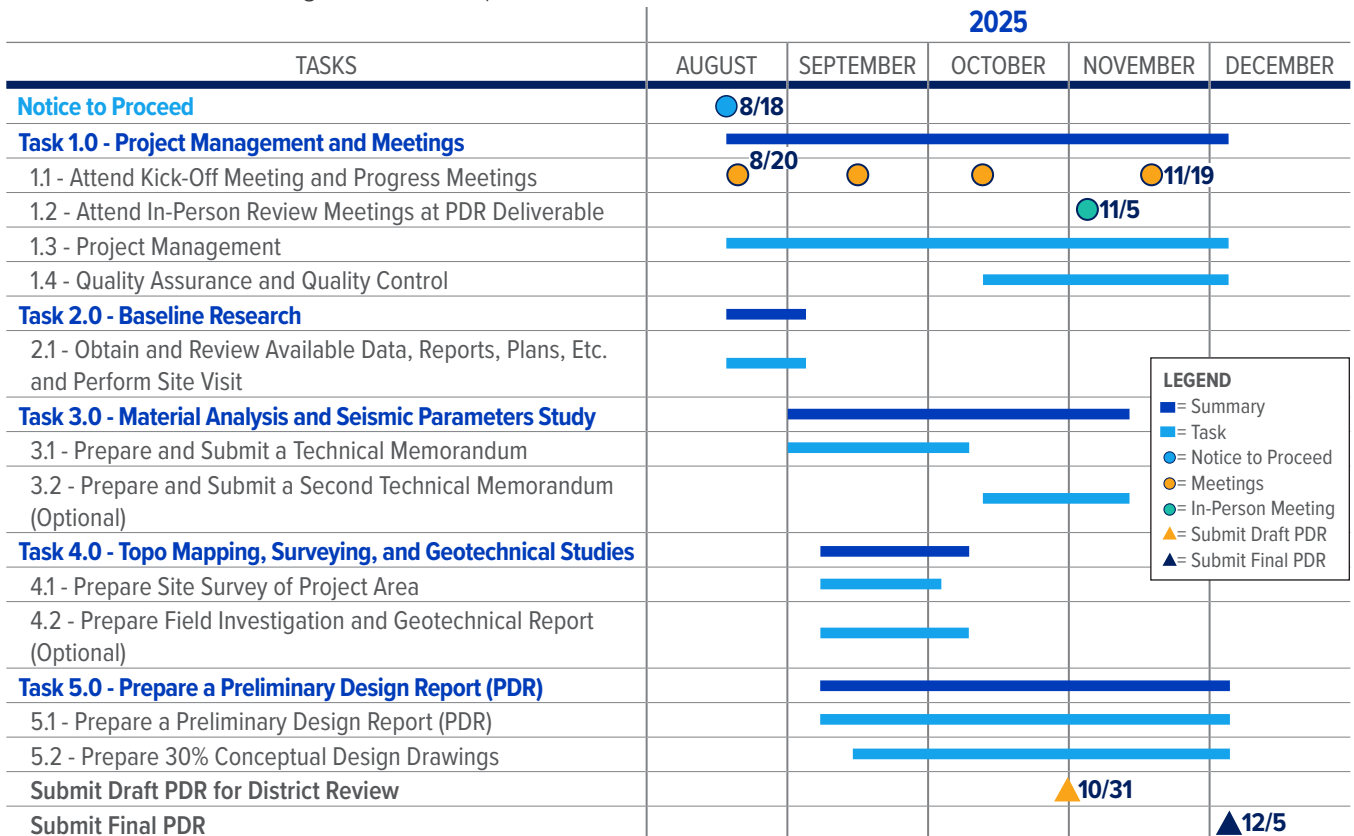 2025
TASKS AUGUST SEPTEMBER OCTOBER NOVEMBER DECEMBER
Notice to Proceed 8/18
Task 1.0 - Project Management and Meetings
1.1 - Attend Kick-Off Meeting and Progress Meetings 8/20 11/19
1.2 - Attend In-Person Review Meetings at PDR Deliverable 11/5
1.3 - Project Management
1.4 - Quality Assurance and Quality Control
Task 2.0 - Baseline Research
2.1 - Obtain and Review Available Data, Reports, Plans, Etc.
and Perform Site Visit
Task 3.0 - Material Analysis and Seismic Parameters Study
3.1 - Prepare and Submit a Technical Memorandum
3.2 - Prepare and Submit a Second Technical Memorandum
(Optional)
Task 4.0 - Topo Mapping, Surveying, and Geotechnical Studies
4.1 - Prepare Site Survey of Project Area
4.2 - Prepare Field Investigation and Geotechnical Report
(Optional)
Task 5.0 - Prepare a Preliminary Design Report (PDR)
5.1 - Prepare a Preliminary Design Report (PDR)
5.2 - Prepare 30% Conceptual Design Drawings
Submit Draft PDR for District Review 10/31
Submit Final PDR 12/5
LEGEND
= Summary
= Task
= Notice to Proceed
= Meetings
= In-Person Meeting
= Submit Draft PDR
= Submit Final PDR